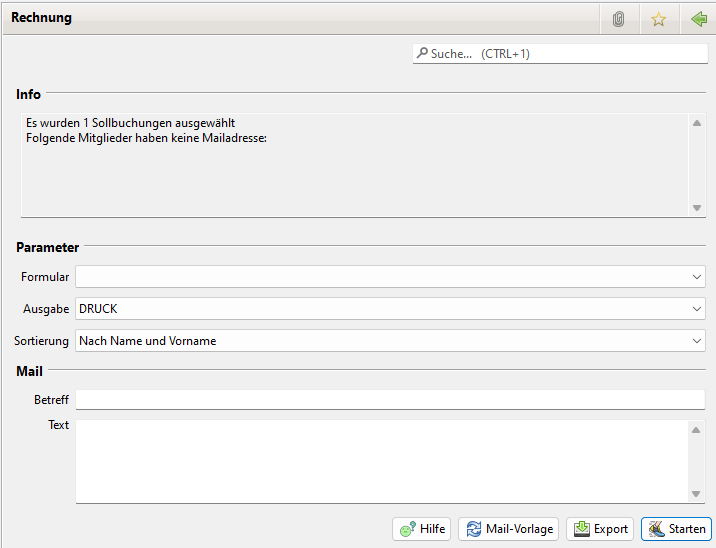 Rechnung
Suche... (CTRL+1)
Info
Es wurden 1 Sollbuchungen ausgewählt
Folgende Mitglieder haben keine Mailadresse:
Parameter
Formular
Ausgabe DRUCK
Sortierung Nach Name und Vorname
Mail
Betreff
Text
Hilfe Mail-Vorlage Export Starten